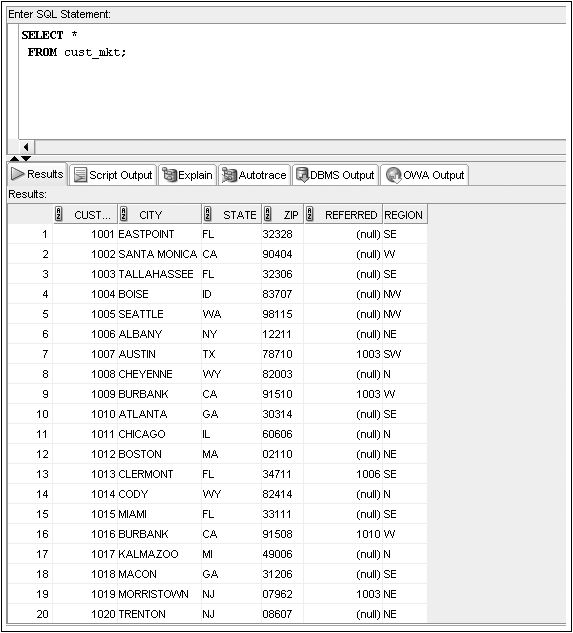 Enter SQL Statement:
SELECT *
FROM cust_mkt;
Results Script Output Explain Autotrace DBMS Output OWA Output
Results:
CUST... CITY STATE ZIP REFERRED REGION
1 1001 EASTPOINT FL 32328 (null) SE
2 1002 SANTA MONICA CA 90404 (null) W
3 1003 TALLAHASSEE FL 32306 (null) SE
4 1004 BOISE ID 83707 (null) NW
5 1005 SEATTLE WA 98115 (null) NW
6 1006 ALBANY NY 12211 (null) NE
7 1007 AUSTIN TX 78710 1003 SW
8 1008 CHEYENNE WY 82003 (null) N
9 1009 BURBANK CA 91510 1003 W
10 1010 ATLANTA GA 30314 (null) SE
11 1011 CHICAGO IL 60606 (null) N
12 1012 BOSTON MA 02110 (null) NE
13 1013 CLERMONT FL 34711 1006 SE
14 1014 CODY WY 82414 (null) N
15 1015 MIAMI FL 33111 (null) SE
16 1016 BURBANK CA 91508 1010 W
17 1017 KALMAZOO MI 49006 (null) N
18 1018 MACON GA 31206 (null) SE
19 1019 MORRISTOWN NJ 07962 1003 NE
20 1020 TRENTON NJ 08607 (null) NE